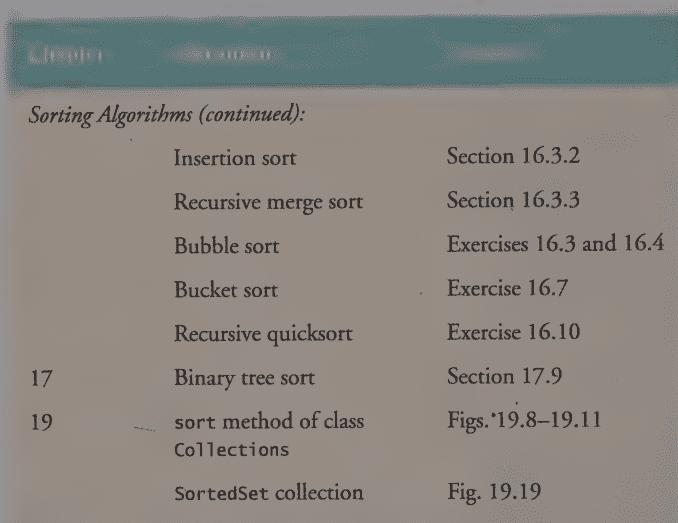 Chapter Algorithm Location
Sorting Algorithms (continued):
Insertion sort Section 16.3.2
Recursive merge sort Section 16.3.3
Bubble sort Exercises 16.3 and 16.4
Bucket sort Exercise 16.7
Recursive quicksort Exercise 16.10
17 Binary tree sort Section 17.9
19 sort method of class Figs. 19.8–19.11
Collections
SortedSet collection Fig. 19.19